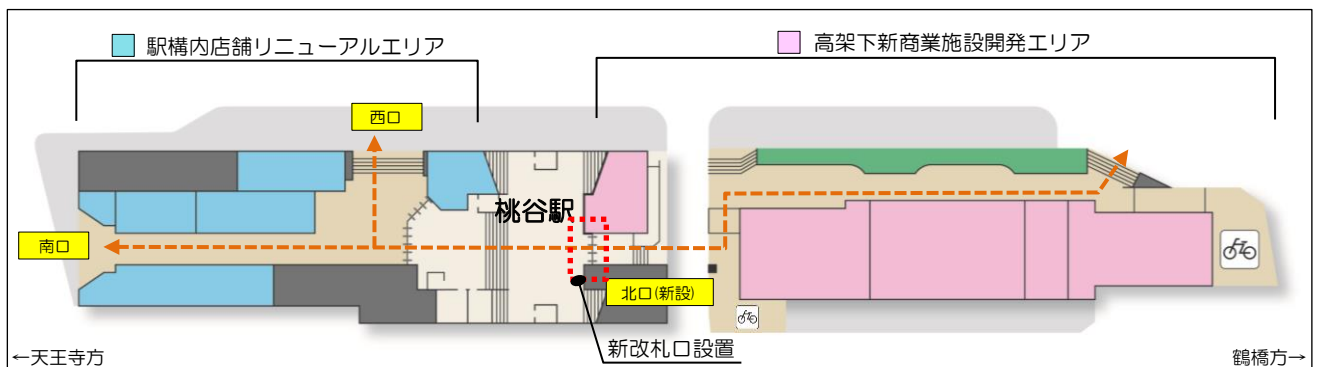 駅構内店舗リニューアルエリア
高架下新商業施設開発エリア
西口
桃谷駅
南口
北口(新設)
新改札口設置
←天王寺方
鶴橋方→